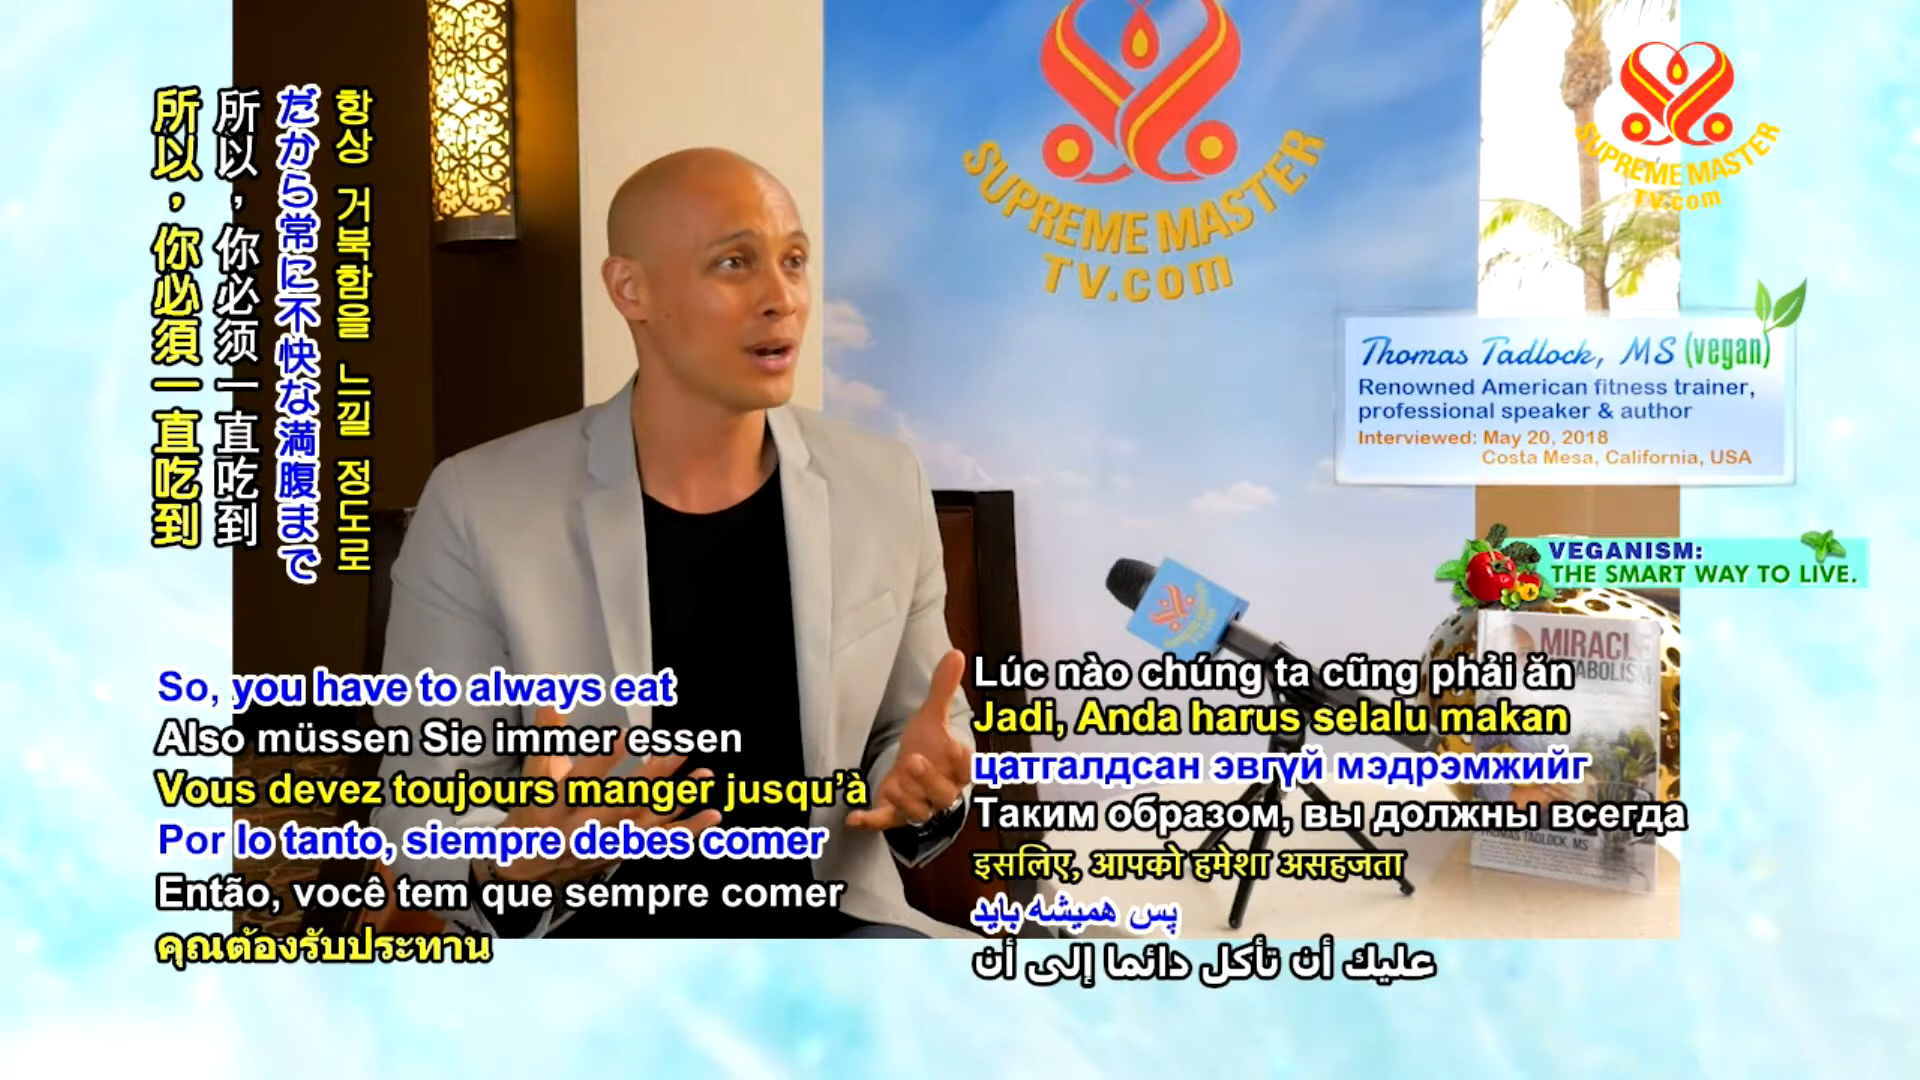 항상 거북함을 느낄 정도로
だから常に不快な満腹まで
所以，你必须一直吃到
所以，你必須一直吃到
SUPREME MASTER
TV.com
SUPREME MASTER
TV.com
Thomas Tadlock, MS (vegan)
Renowned American fitness trainer,
professional speaker & author
Interviewed: May 20, 2018
Costa Mesa, California, USA
VEGANISM:
THE SMART WAY TO LIVE.
MIRACLE
THOMAS TADLOCK, MS
So, you have to always eat
Also müssen Sie immer essen
Vous devez toujours manger jusqu’à
Por lo tanto, siempre debes comer
Então, você tem que sempre comer
คุณต้องรับประทาน
Lúc nào chúng ta cũng phải ăn
Jadi, Anda harus selalu makan
цатгалдсан эвгүй мэдрэмжийг
Таким образом, вы должны всегда
इसलिए, आपको हमेशा असहजता
پس همیشه باید
عليك أن تأكل دائما إلى أن